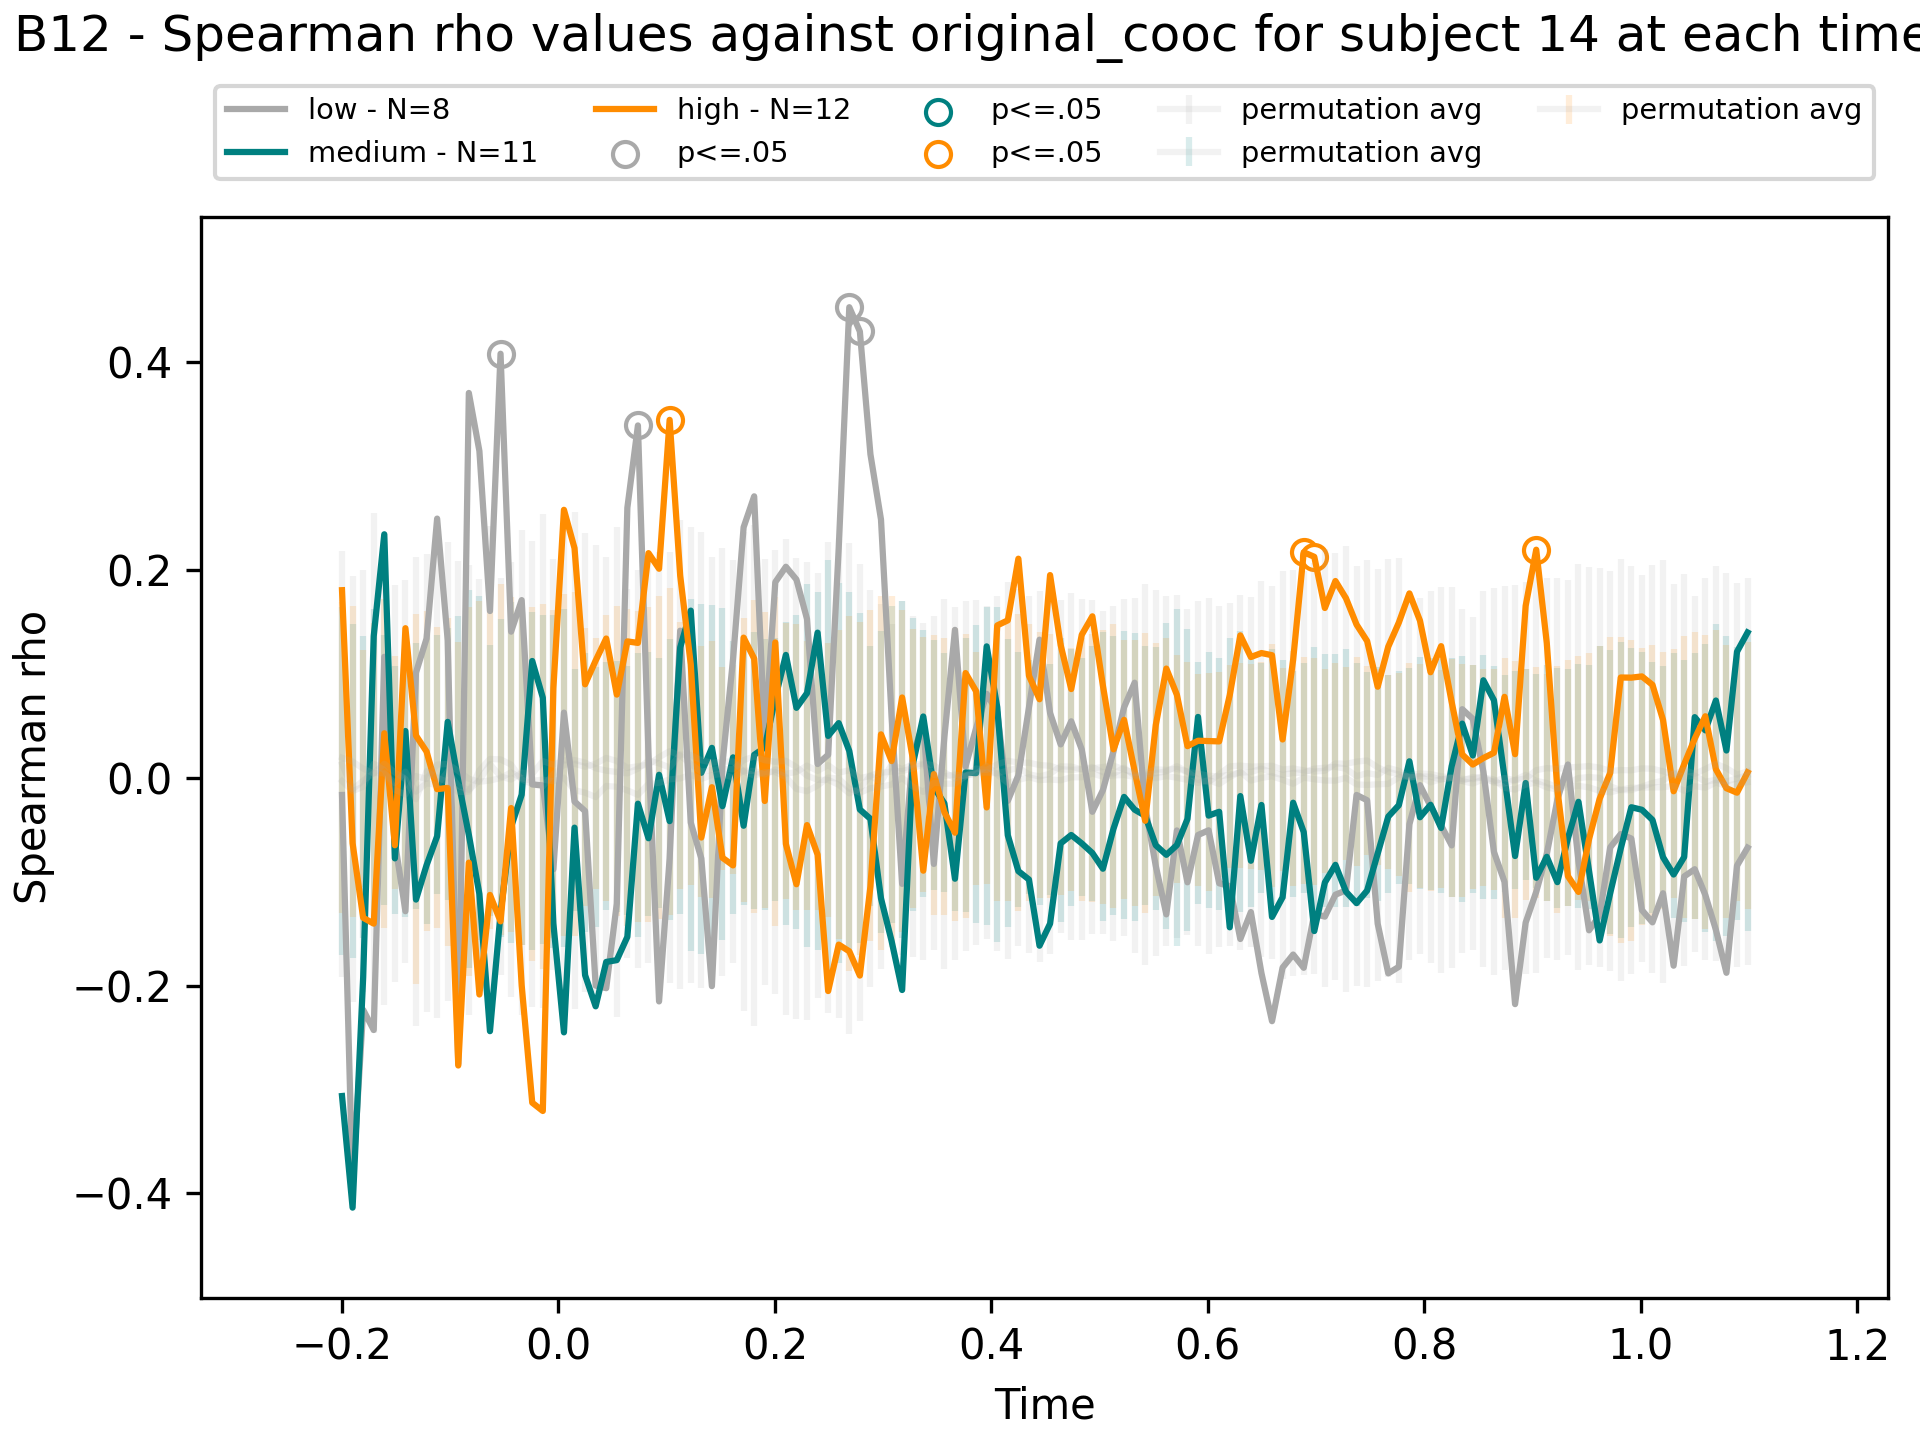 B12 - Spearman rho values against original_cooc for subject 14 at each time
low - N=8
medium - N=11
high - N=12
p<=.05
p<=.05
p<=.05
permutation avg
permutation avg
permutation avg
Spearman rho
0.4
0.2
0.0
−0.2
−0.4
−0.2 0.0 0.2 0.4 0.6 0.8 1.0 1.2
Time